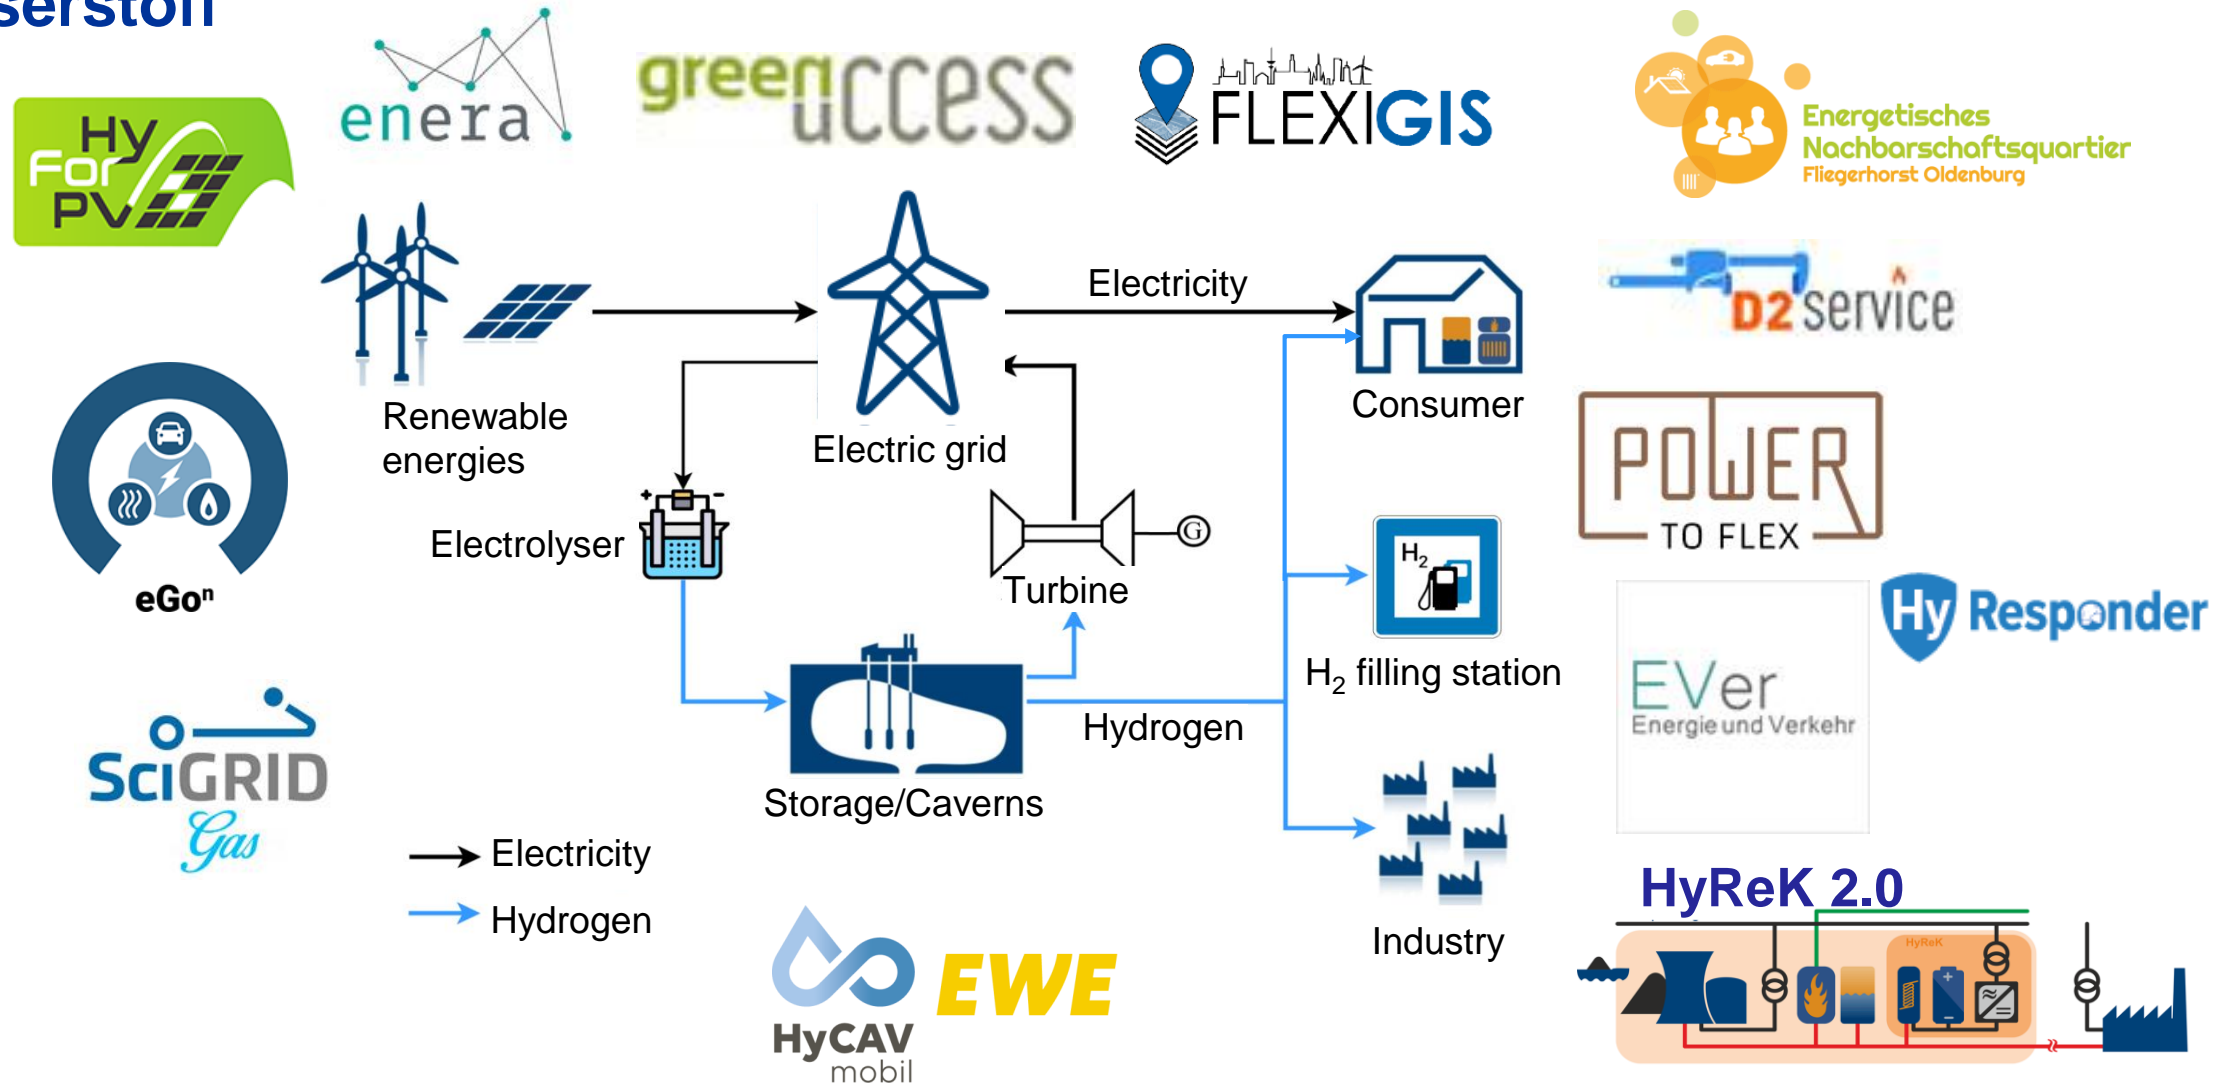 serstoff
enera
greenaccess
FLEXIGIS
Energetisches
Nachbarschaftsquartier
Fliegerhorst Oldenburg
Hy
For
PV
Electricity
D2 service
Consumer
Renewable
energies
Electric grid
POWER
TO FLEX
+ -
Electrolyser
G
H2
Turbine
eGoⁿ
Hy Responder
H2 filling station
EVer
Energie und Verkehr
Hydrogen
SciGRID
Gas
Storage/Caverns
Electricity
Hydrogen
Industry
HyReK 2.0
HyReK
EWE
HyCAV
mobil